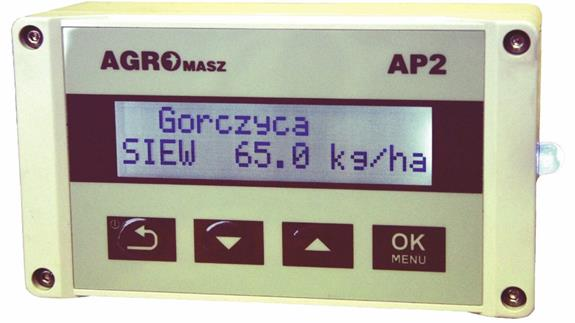 AGROMASZ AP2
Gorczyca
SIEW 65.0 kg/ha
OK
MENU